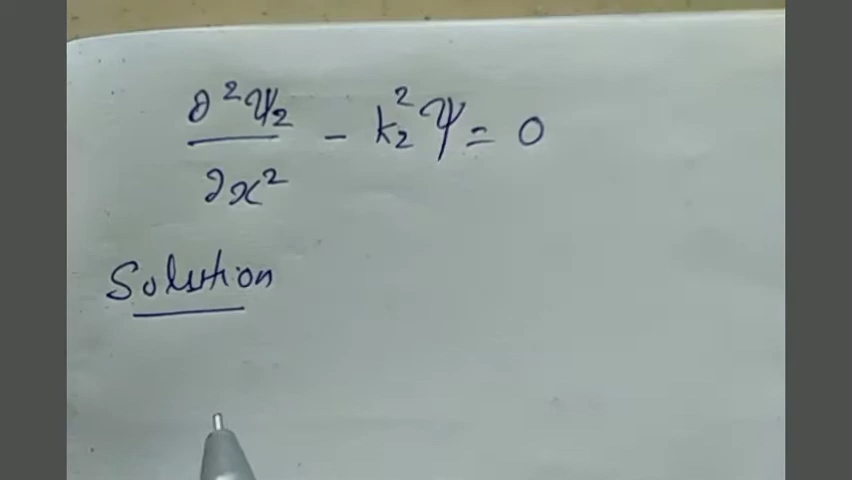 ∂²ψ₂/∂x² - k₂²ψ = 0
Solution